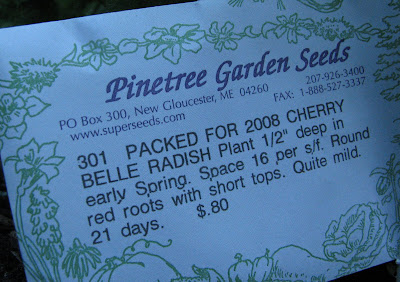 Pinetree Garden Seeds
PO Box 300, New Gloucester, ME 04260 207-926-3400
www.superseeds.com FAX: 1-888-527-3337
301 PACKED FOR 2008 CHERRY
BELLE RADISH Plant 1/2" deep in
early Spring. Space 16 per s/f. Round
red roots with short tops. Quite mild.
21 days. $.80